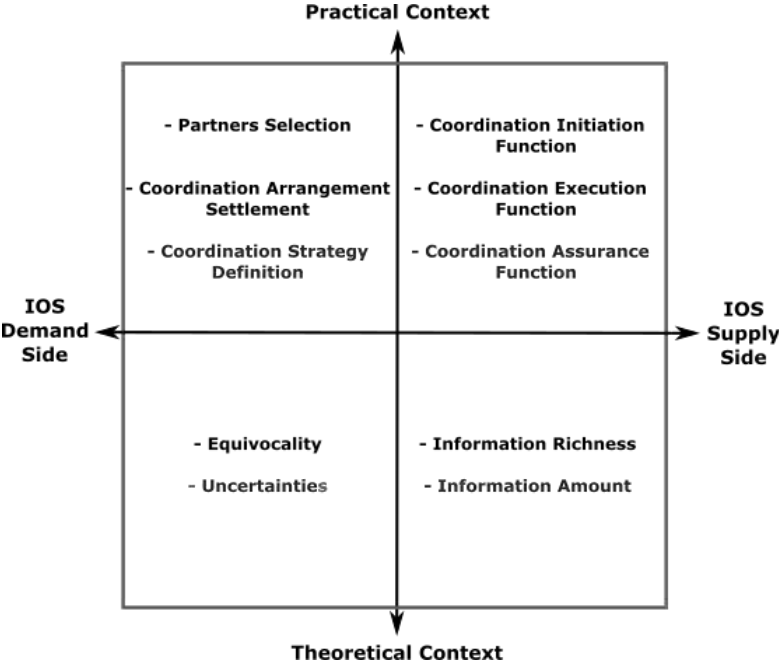 Practical Context
- Partners Selection
- Coordination Arrangement
Settlement
- Coordination Strategy
Definition
- Coordination Initiation
Function
- Coordination Execution
Function
- Coordination Assurance
Function
IOS
Demand
Side
IOS
Supply
Side
- Equivocality
- Uncertainties
- Information Richness
- Information Amount
Theoretical Context